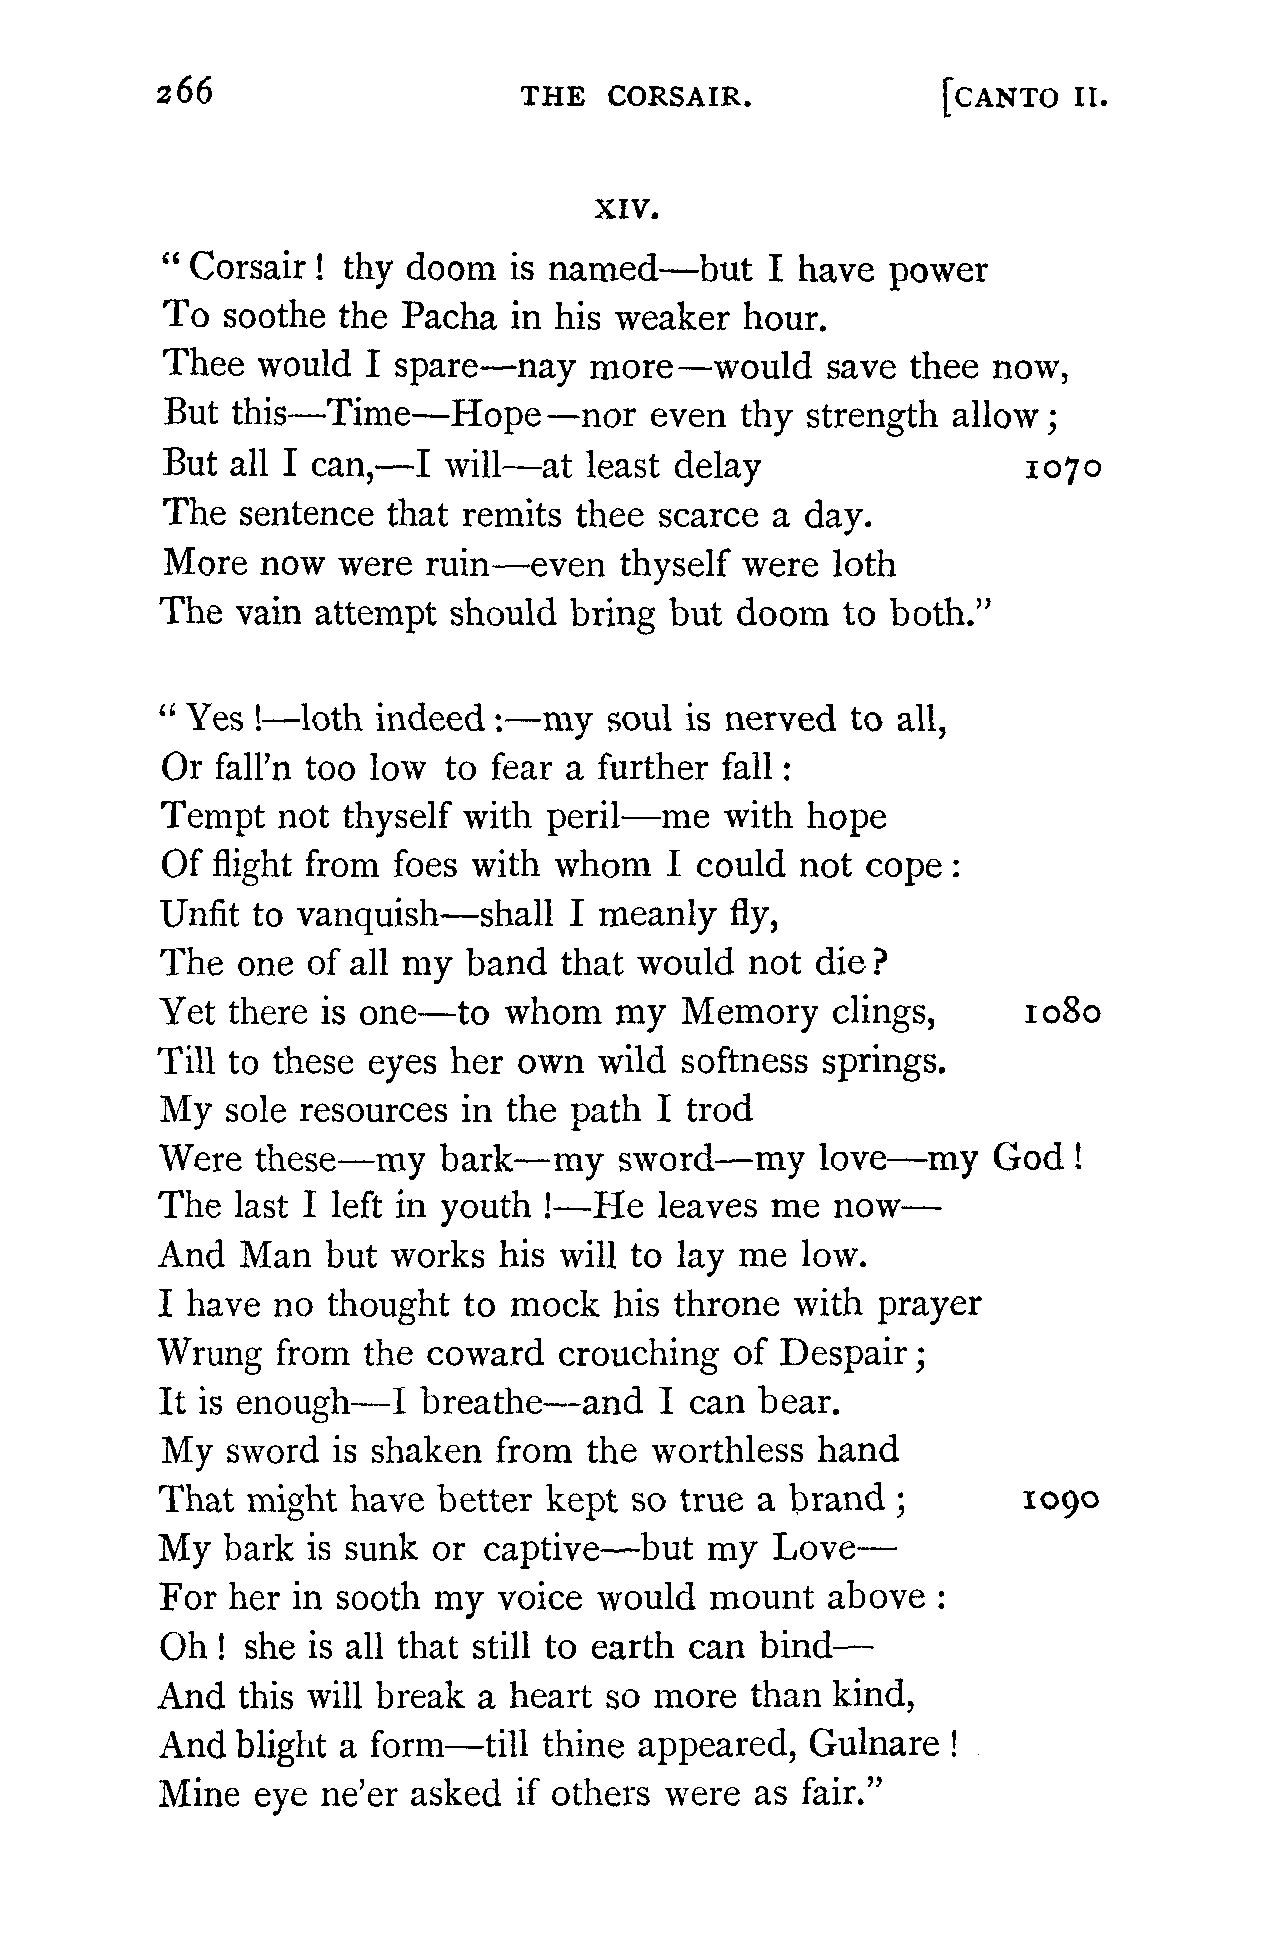 266 THE CORSAIR. [CANTO II.
XIV.
“ Corsair ! thy doom is named—but I have power
To soothe the Pacha in his weaker hour.
Thee would I spare—nay more—would save thee now,
But this—Time—Hope—nor even thy strength allow ;
But all I can,—I will—at least delay 1070
The sentence that remits thee scarce a day.
More now were ruin—even thyself were loth
The vain attempt should bring but doom to both.”
“ Yes !—loth indeed :—my soul is nerved to all,
Or fall’n too low to fear a further fall :
Tempt not thyself with peril—me with hope
Of flight from foes with whom I could not cope :
Unfit to vanquish—shall I meanly fly,
The one of all my band that would not die?
Yet there is one—to whom my Memory clings, 1080
Till to these eyes her own wild softness springs.
My sole resources in the path I trod
Were these—my bark—my sword—my love—my God !
The last I left in youth !—He leaves me now—
And Man but works his will to lay me low.
I have no thought to mock his throne with prayer
Wrung from the coward crouching of Despair ;
It is enough—I breathe—and I can bear.
My sword is shaken from the worthless hand
That might have better kept so true a brand ; 1090
My bark is sunk or captive—but my Love—
For her in sooth my voice would mount above :
Oh ! she is all that still to earth can bind—
And this will break a heart so more than kind,
And blight a form—till thine appeared, Gulnare !
Mine eye ne’er asked if others were as fair.”